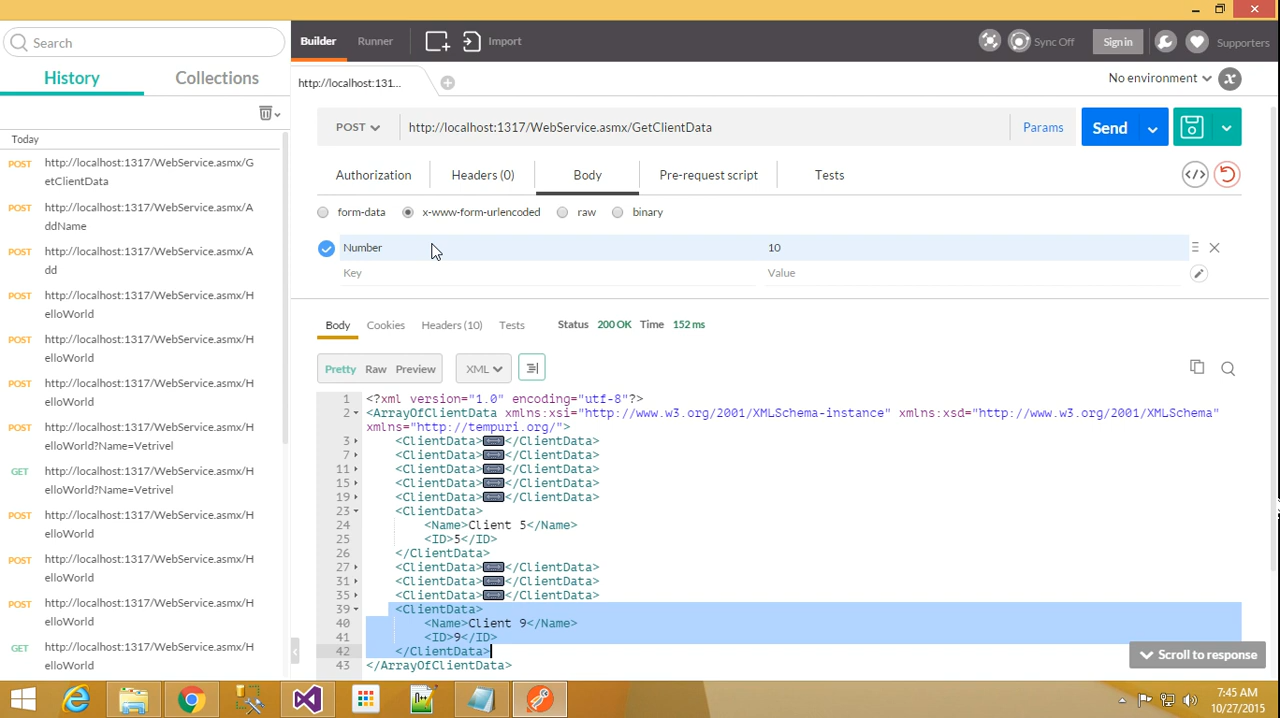 Search
Builder
Runner
Import
Sync Off
Sign in
Supporters
History
Collections
http://localhost:131...
No environment
Today
POST
http://localhost:1317/WebService.asmx/GetClientData
Params
Send
Authorization
Headers (0)
Body
Pre-request script
Tests
form-data
x-www-form-urlencoded
raw
binary
Number
10
Key
Value
POST http://localhost:1317/WebService.asmx/G
etClientData
POST http://localhost:1317/WebService.asmx/A
ddName
POST http://localhost:1317/WebService.asmx/A
dd
POST http://localhost:1317/WebService.asmx/H
elloWorld
POST http://localhost:1317/WebService.asmx/H
elloWorld
POST http://localhost:1317/WebService.asmx/H
elloWorld
POST http://localhost:1317/WebService.asmx/H
elloWorld?Name=Vetrivel
GET http://localhost:1317/WebService.asmx/H
elloWorld?Name=Vetrivel
POST http://localhost:1317/WebService.asmx/H
elloWorld
POST http://localhost:1317/WebService.asmx/H
elloWorld
POST http://localhost:1317/WebService.asmx/H
elloWorld
GET http://localhost:1317/WebService.asmx/H
elloWorld
Body
Cookies
Headers (10)
Tests
Status 200 OK Time 152 ms
Pretty Raw Preview
XML
1 <?xml version="1.0" encoding="utf-8"?>
2 <ArrayOfClientData xmlns:xsi="http://www.w3.org/2001/XMLSchema-instance" xmlns:xsd="http://www.w3.org/2001/XMLSchema"
xmlns="http://tempuri.org/">
3 <ClientData></ClientData>
7 <ClientData></ClientData>
11 <ClientData></ClientData>
15 <ClientData></ClientData>
19 <ClientData></ClientData>
23 <ClientData>
24 <Name>Client 5</Name>
25 <ID>5</ID>
26 </ClientData>
27 <ClientData></ClientData>
31 <ClientData></ClientData>
35 <ClientData></ClientData>
39 <ClientData>
40 <Name>Client 9</Name>
41 <ID>9</ID>
42 </ClientData>
43 </ArrayOfClientData>
Scroll to response
7:45 AM
10/27/2015